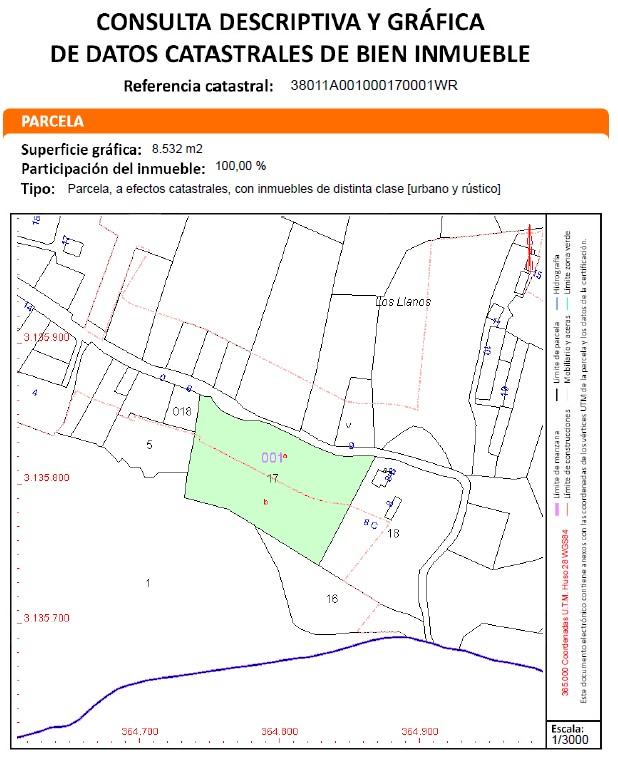 CONSULTA DESCRIPTIVA Y GRÁFICA
DE DATOS CATASTRALES DE BIEN INMUEBLE
Referencia catastral: 38011A001000170001WR
PARCELA
Superficie gráfica: 8.532 m2
Participación del inmueble: 100,00 %
Tipo: Parcela, a efectos catastrales, con inmuebles de distinta clase [urbano y rústico]
Los Llanos
3.135.900
4
018
5
001
a
17
3.135.800
b
8
C
18
1
16
3.135.700
364.700
364.800
364.900
Hidrografía
Límite zona verde
Límite de parcela
Mobiliario y aceras
Límite de manzana
Límite de construcciones
365.000 Coordenadas U.T.M. Huso 28 WGS84
Este documento electrónico contiene anexos con las coordenadas de los vértices UTM de la parcela y los datos de la certificación.
Escala:
1/3000